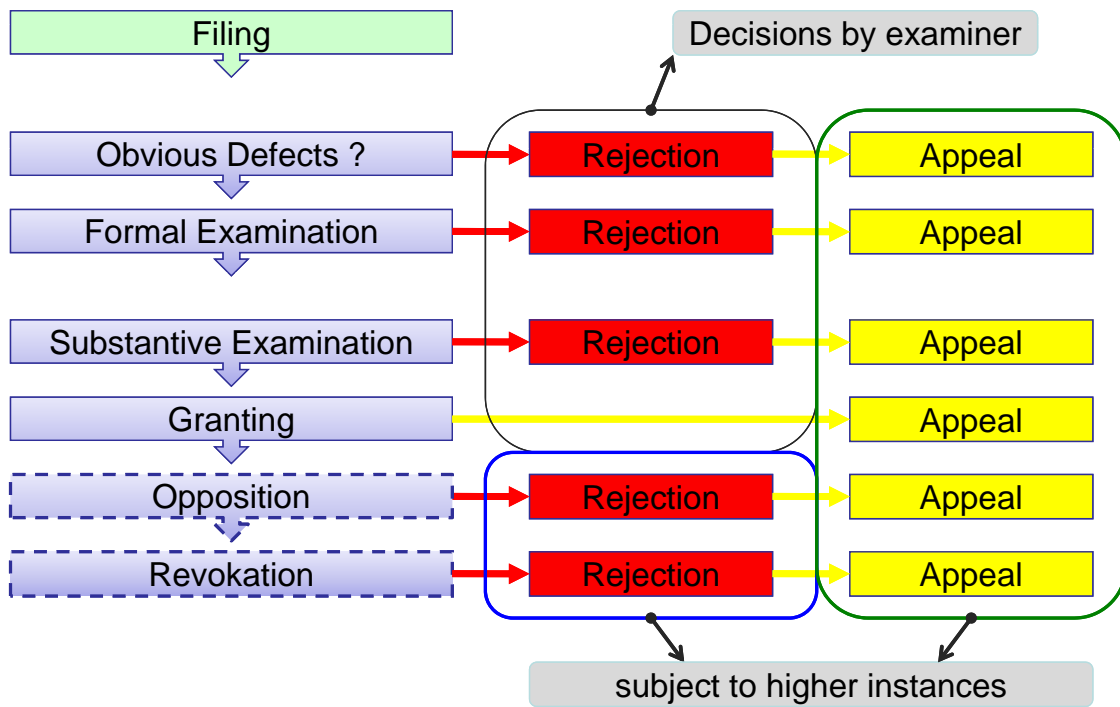 Filing
Decisions by examiner
Obvious Defects ?
Rejection
Appeal
Formal Examination
Rejection
Appeal
Substantive Examination
Rejection
Appeal
Granting
Appeal
Opposition
Rejection
Appeal
Revokation
Rejection
Appeal
subject to higher instances